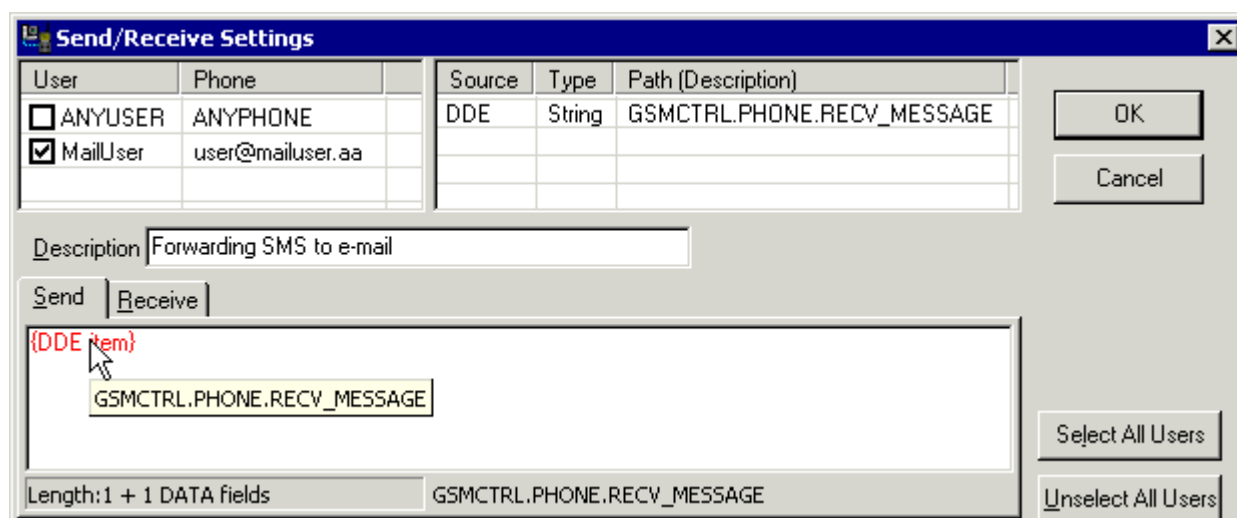 Send/Receive Settings
User Phone
ANYUSER ANYPHONE
MailUser user@mailuser.aa
Source Type Path (Description)
DDE String GSMCTRL.PHONE.RECV_MESSAGE
OK
Cancel
Description Forwarding SMS to e-mail
Send Receive
{DDE item}
GSMCTRL.PHONE.RECV_MESSAGE
Length:1 + 1 DATA fields GSMCTRL.PHONE.RECV_MESSAGE
Select All Users
Unselect All Users